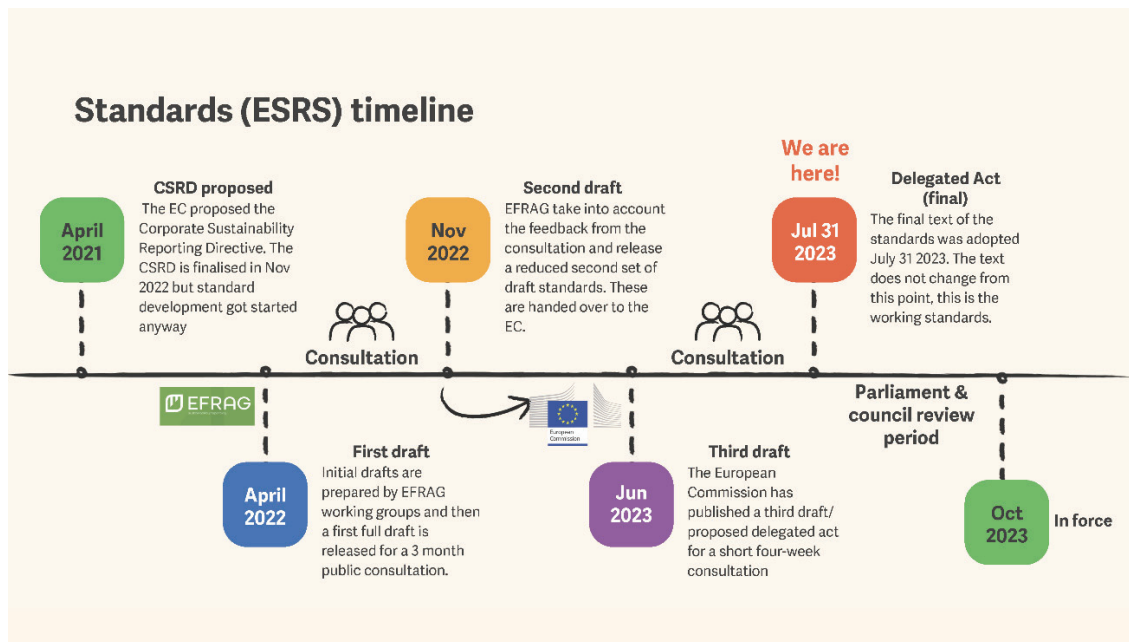 Standards (ESRS) timeline
April
2021
CSRD proposed
The EC proposed the
Corporate Sustainability
Reporting Directive. The
CSRD is finalised in Nov
2022 but standard
development got started
anyway
Consultation
Nov
2022
Second draft
EFRAG take into account
the feedback from the
consultation and release
a reduced second set of
draft standards. These
are handed over to the
EC.
Consultation
We are
here!
Jul 31
2023
Delegated Act
(final)
The final text of the
standards was adopted
July 31 2023. The text
does not change from
this point, this is the
working standards.
EFRAG
April
2022
First draft
Initial drafts are
prepared by EFRAG
working groups and then
a first full draft is
released for a 3 month
public consultation.
European
Commission
Jun
2023
Third draft
The European
Commission has
published a third draft/
proposed delegated act
for a short four-week
consultation
Parliament &
council review
period
Oct
2023
In force